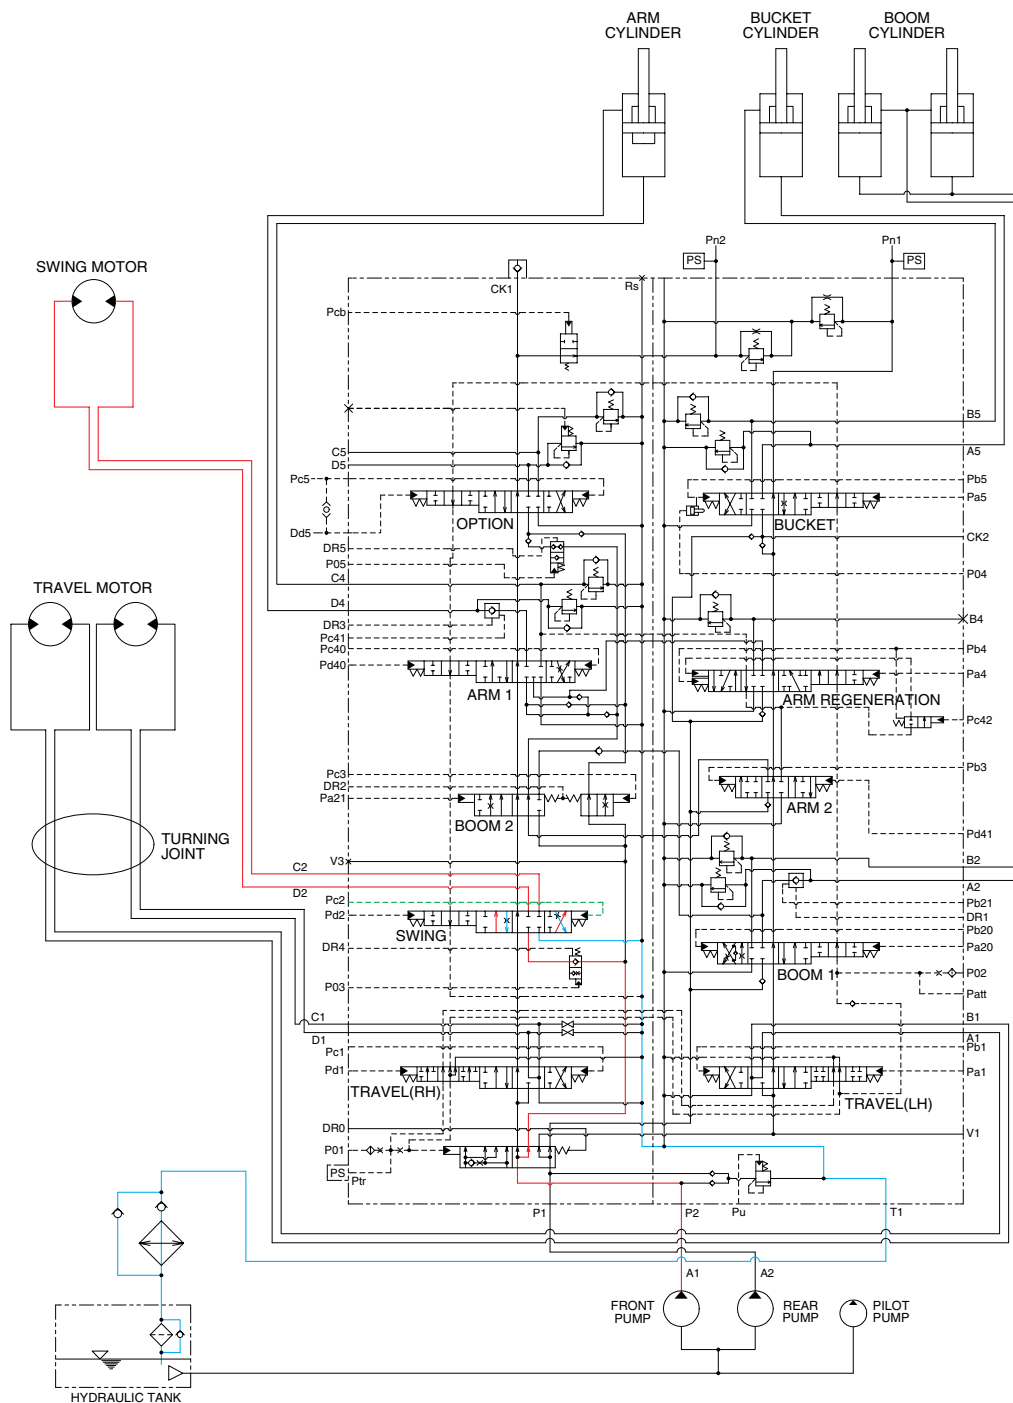 ARM
CYLINDER
BUCKET
CYLINDER
BOOM
CYLINDER
SWING MOTOR
Pn2
Pn1
PS
PS
CK1
Rs
Pcb
B5
C5
D5
A5
Pc5
Pb5
Pa5
OPTION
BUCKET
Dd5
CK2
DR5
P05
C4
P04
TRAVEL MOTOR
D4
DR3
B4
Pc41
Pc40
Pb4
Pd40
Pa4
ARM 1
ARM REGENERATION
Pc42
Pc3
DR2
Pb3
Pa21
BOOM 2
ARM 2
TURNING
JOINT
Pd41
V3
B2
C2
D2
A2
Pc2
Pb21
Pd2
DR1
SWING
Pb20
DR4
Pa20
BOOM 1
P03
P02
Patt
C1
B1
D1
A1
Pc1
Pb1
Pd1
Pa1
TRAVEL(RH)
TRAVEL(LH)
DR0
V1
P01
PS
Ptr
P1
P2
Pu
T1
A1
A2
FRONT
PUMP
REAR
PUMP
PILOT
PUMP
HYDRAULIC TANK